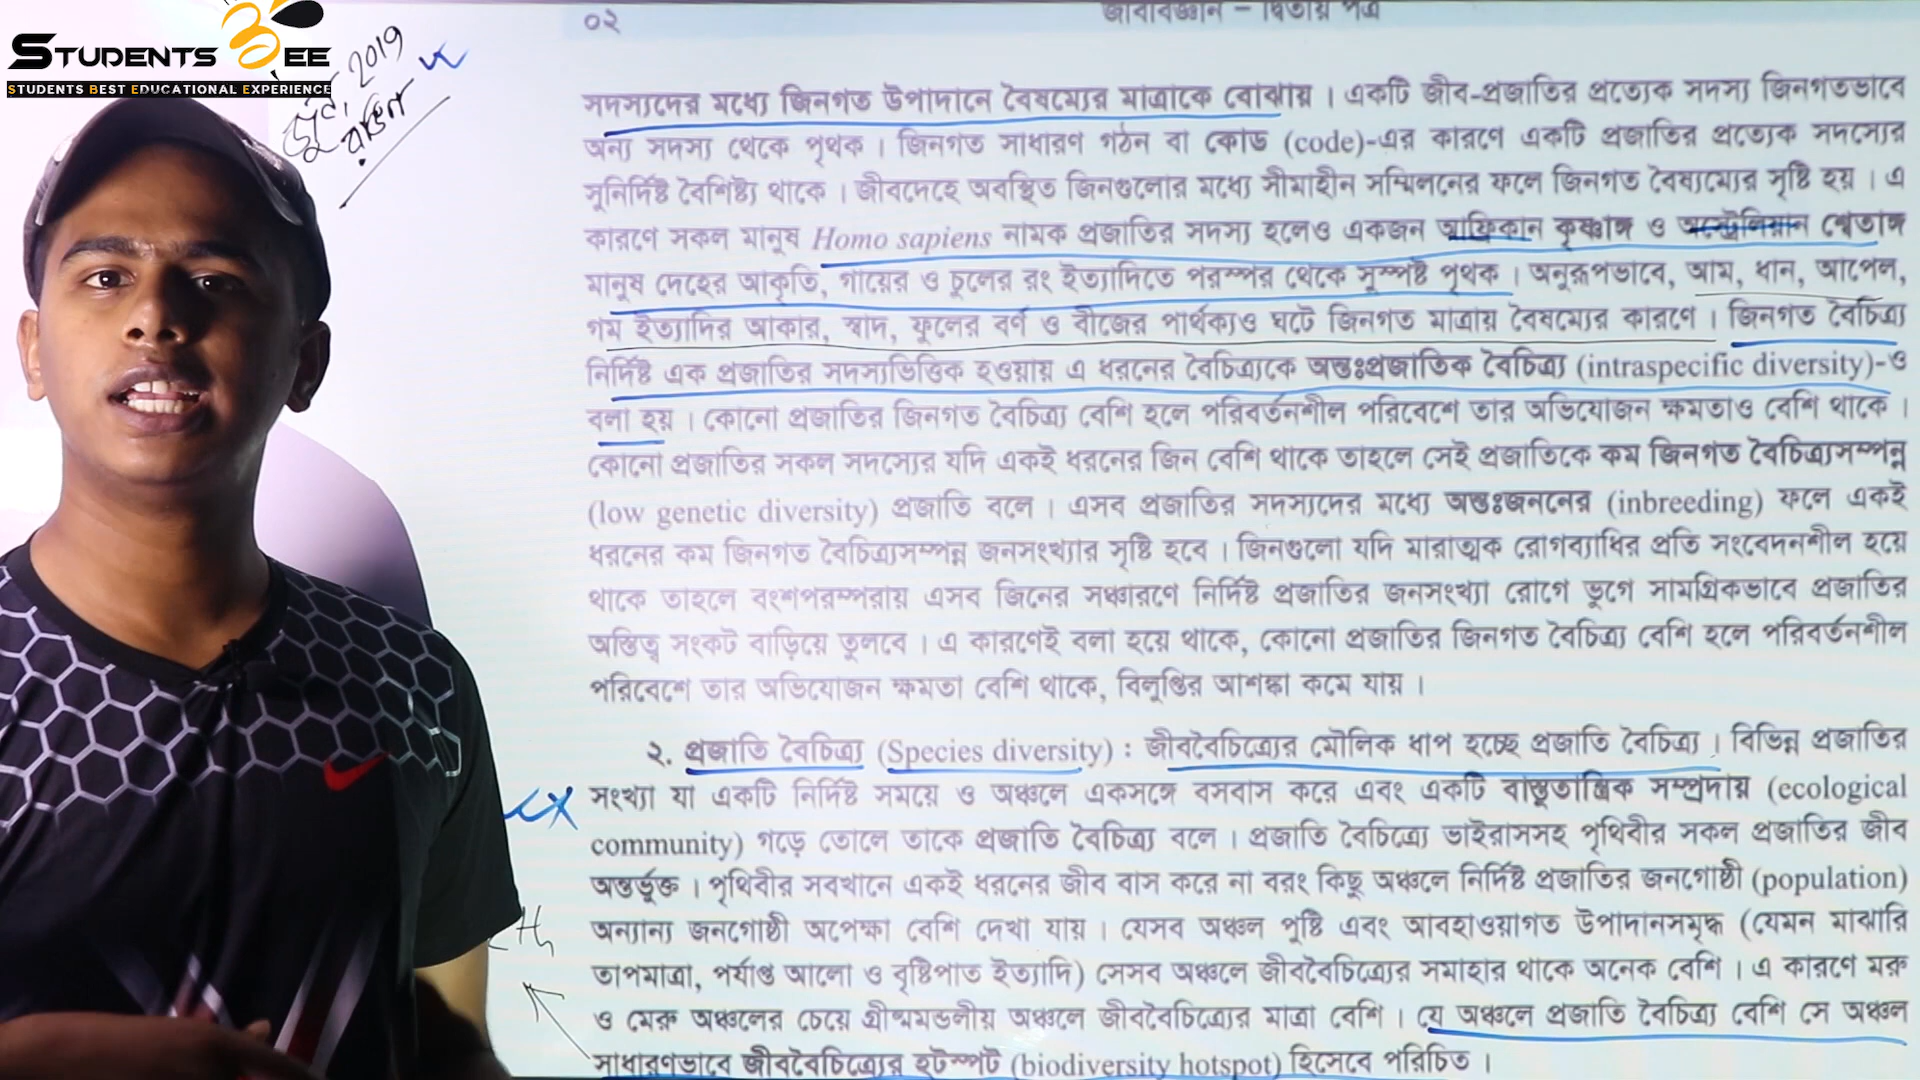 STUDENTS BEE
STUDENTS BEST EDUCATIONAL EXPERIENCE
2019
০২
জীববিজ্ঞান – দ্বিতীয় পত্র
সদস্যদের মধ্যে জিনগত উপাদানে বৈষম্যের মাত্রাকে বোঝায় । একটি জীব-প্রজাতির প্রত্যেক সদস্য জিনগতভাবে
অন্য সদস্য থেকে পৃথক । জিনগত সাধারণ গঠন বা কোড (code)-এর কারণে একটি প্রজাতির প্রত্যেক সদস্যের
সুনির্দিষ্ট বৈশিষ্ট্য থাকে । জীবদেহে অবস্থিত জিনগুলোর মধ্যে সীমাহীন সম্মিলনের ফলে জিনগত বৈষম্যের সৃষ্টি হয় । এ
কারণে সকল মানুষ Homo sapiens নামক প্রজাতির সদস্য হলেও একজন আফ্রিকান কৃষ্ণাঙ্গ ও অস্ট্রেলিয়ান শ্বেতাঙ্গ
মানুষ দেহের আকৃতি, গায়ের ও চুলের রং ইত্যাদিতে পরস্পর থেকে সুস্পষ্ট পৃথক । অনুরূপভাবে, আম, ধান, আপেল,
গম ইত্যাদির আকার, স্বাদ, ফুলের বর্ণ ও বীজের পার্থক্যও ঘটে জিনগত মাত্রায় বৈষম্যের কারণে । জিনগত বৈচিত্র্য
নির্দিষ্ট এক প্রজাতির সদস্যভিত্তিক হওয়ায় এ ধরনের বৈচিত্র্যকে অন্তঃপ্রজাতিক বৈচিত্র্য (intraspecific diversity)-ও
বলা হয় । কোনো প্রজাতির জিনগত বৈচিত্র্য বেশি হলে পরিবর্তনশীল পরিবেশে তার অভিযোজন ক্ষমতাও বেশি থাকে ।
কোনো প্রজাতির সকল সদস্যের যদি একই ধরনের জিন বেশি থাকে তাহলে সেই প্রজাতিকে কম জিনগত বৈচিত্র্যসম্পন্ন
(low genetic diversity) প্রজাতি বলে । এসব প্রজাতির সদস্যদের মধ্যে অন্তঃজননের (inbreeding) ফলে একই
ধরনের কম জিনগত বৈচিত্র্যসম্পন্ন জনসংখ্যার সৃষ্টি হবে । জিনগুলো যদি মারাত্মক রোগব্যাধির প্রতি সংবেদনশীল হয়ে
থাকে তাহলে বংশপরম্পরায় এসব জিনের সঞ্চারণে নির্দিষ্ট প্রজাতির জনসংখ্যা রোগে ভুগে সামগ্রিকভাবে প্রজাতির
অস্তিত্ব সংকট বাড়িয়ে তুলবে । এ কারণেই বলা হয়ে থাকে, কোনো প্রজাতির জিনগত বৈচিত্র্য বেশি হলে পরিবর্তনশীল
পরিবেশে তার অভিযোজন ক্ষমতা বেশি থাকে, বিলুপ্তির আশঙ্কা কমে যায় ।
২. প্রজাতি বৈচিত্র্য (Species diversity) : জীববৈচিত্র্যের মৌলিক ধাপ হচ্ছে প্রজাতি বৈচিত্র্য । বিভিন্ন প্রজাতির
সংখ্যা যা একটি নির্দিষ্ট সময়ে ও অঞ্চলে একসঙ্গে বসবাস করে এবং একটি বাস্তুতান্ত্রিক সম্প্রদায় (ecological
community) গড়ে তোলে তাকে প্রজাতি বৈচিত্র্য বলে । প্রজাতি বৈচিত্র্যে ভাইরাসসহ পৃথিবীর সকল প্রজাতির জীব
অন্তর্ভুক্ত । পৃথিবীর সবখানে একই ধরনের জীব বাস করে না বরং কিছু অঞ্চলে নির্দিষ্ট প্রজাতির জনগোষ্ঠী (population)
অন্যান্য জনগোষ্ঠী অপেক্ষা বেশি দেখা যায় । যেসব অঞ্চল পুষ্টি এবং আবহাওয়াগত উপাদানসমৃদ্ধ (যেমন মাঝারি
তাপমাত্রা, পর্যাপ্ত আলো ও বৃষ্টিপাত ইত্যাদি) সেসব অঞ্চলে জীববৈচিত্র্যের সমাহার থাকে অনেক বেশি । এ কারণে মরু
ও মেরু অঞ্চলের চেয়ে গ্রীষ্মমন্ডলীয় অঞ্চলে জীববৈচিত্র্যের মাত্রা বেশি । যে অঞ্চলে প্রজাতি বৈচিত্র্য বেশি সে অঞ্চল
সাধারণভাবে জীববৈচিত্র্যের হটস্পট (biodiversity hotspot) হিসেবে পরিচিত ।